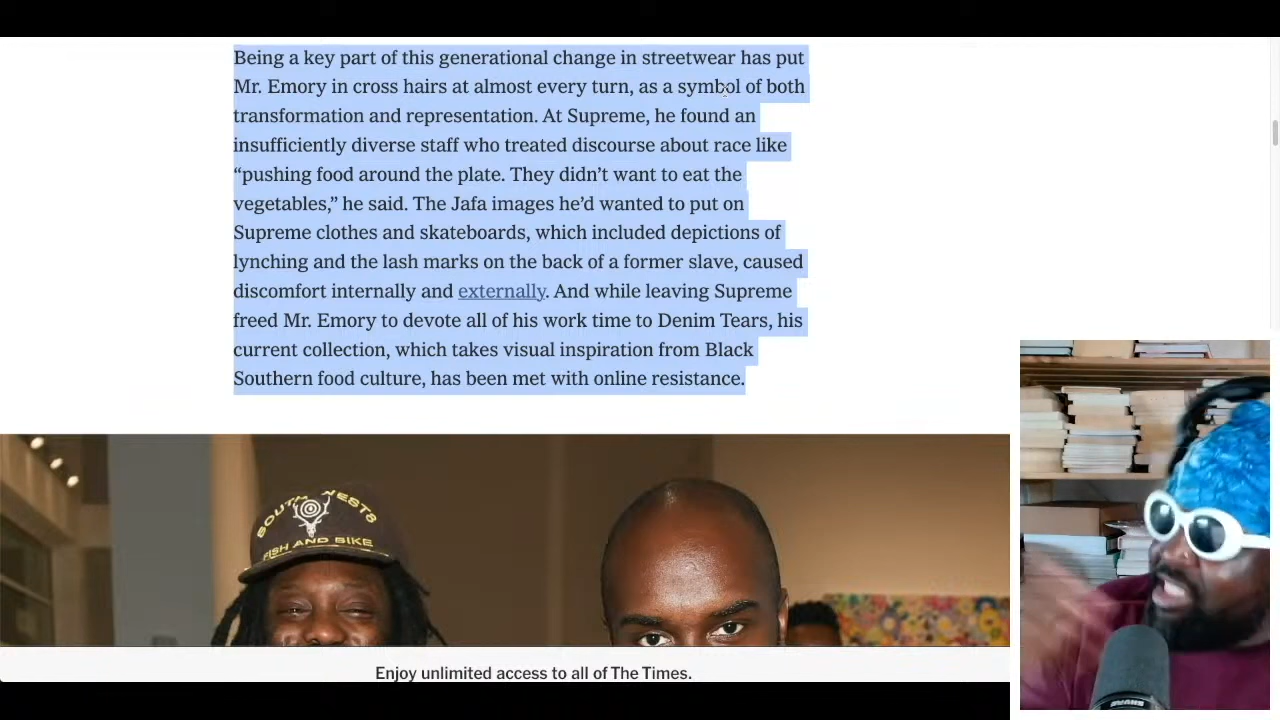 Being a key part of this generational change in streetwear has put
Mr. Emory in cross hairs at almost every turn, as a symbol of both
transformation and representation. At Supreme, he found an
insufficiently diverse staff who treated discourse about race like
“pushing food around the plate. They didn’t want to eat the
vegetables,” he said. The Jafa images he’d wanted to put on
Supreme clothes and skateboards, which included depictions of
lynching and the lash marks on the back of a former slave, caused
discomfort internally and externally. And while leaving Supreme
freed Mr. Emory to devote all of his work time to Denim Tears, his
current collection, which takes visual inspiration from Black
Southern food culture, has been met with online resistance.
SOUTH WEST8
FISH AND BIKE
Enjoy unlimited access to all of The Times.
SHURE